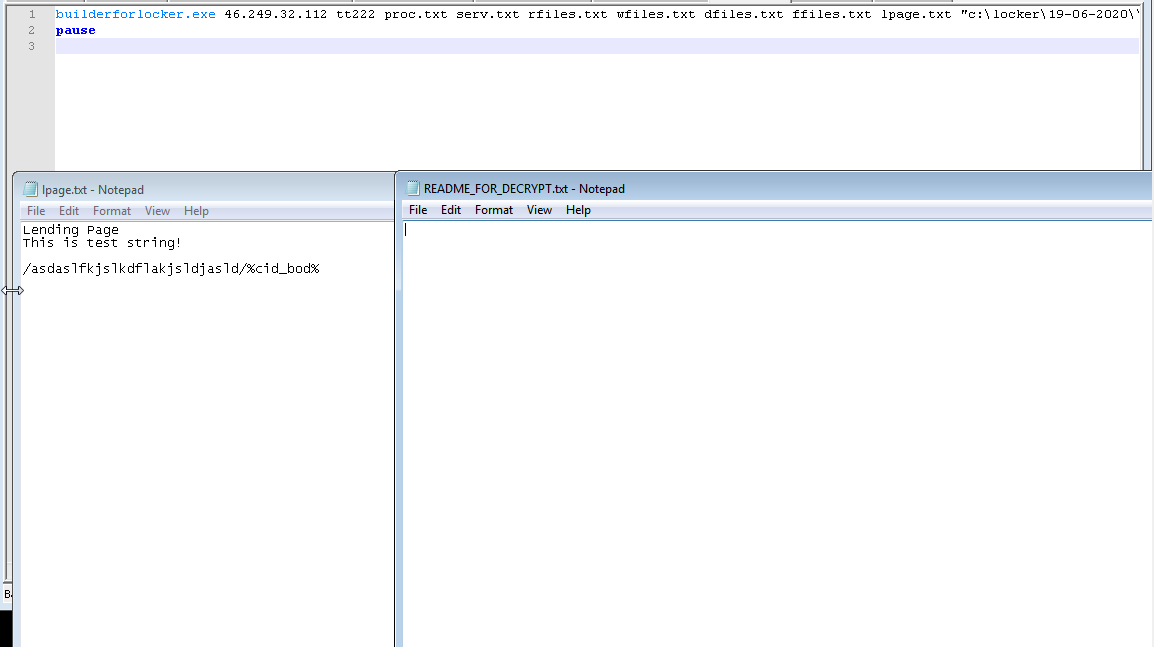 1 builderforlocker.exe 46.249.32.112 tt222 proc.txt serv.txt rfiles.txt wfiles.txt dfiles.txt ffiles.txt lpage.txt "c:\locker\19-06-2020\
2 pause
3
lpage.txt - Notepad
File Edit Format View Help
Lending Page
This is test string!
/asdaslfkjslkdflakjsldjasld/%cid_bod%
README_FOR_DECRYPT.txt - Notepad
File Edit Format View Help